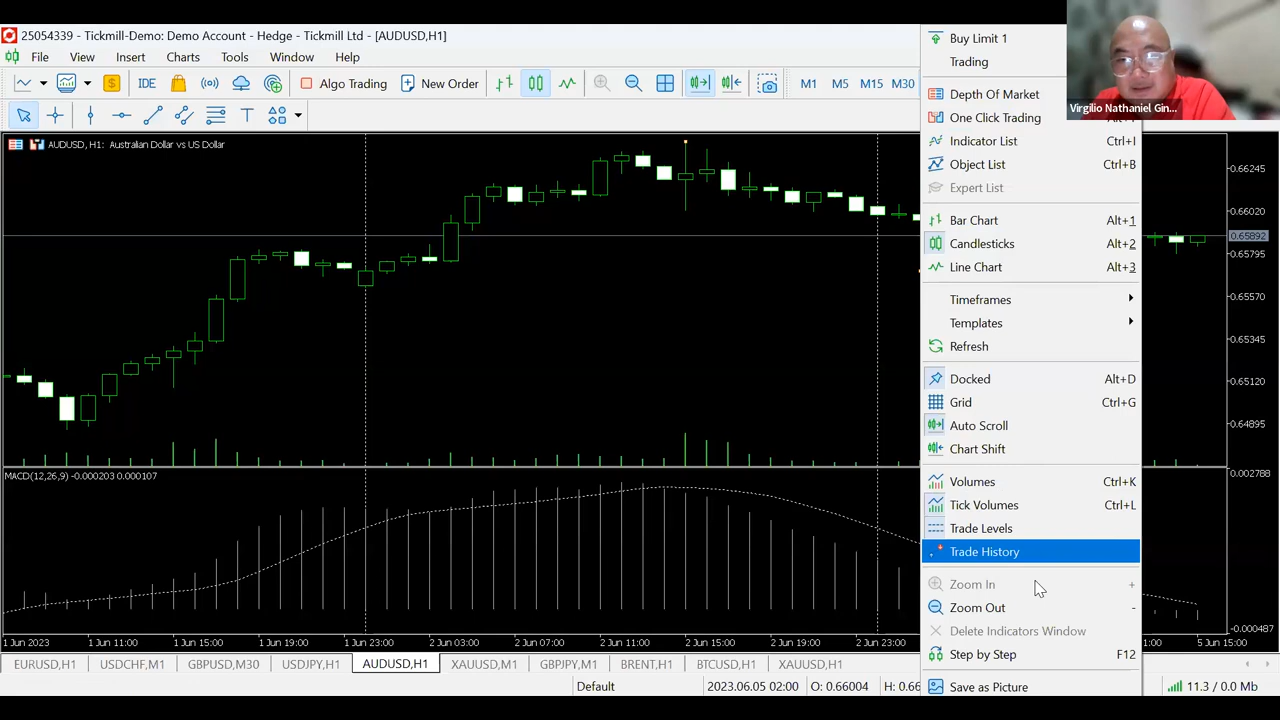 25054339 - Tickmill-Demo: Demo Account - Hedge - Tickmill Ltd - [AUDUSD,H1]
File View Insert Charts Tools Window Help
IDE Algo Trading New Order M1 M5 M15 M30
AUDUSD, H1: Australian Dollar vs US Dollar
0.66245
0.66020
0.65892
0.65795
0.65570
0.65345
0.65120
0.64895
MACD(12,26,9) -0.000203 0.000107
0.002788
-0.000487
1 Jun 2023 1 Jun 11:00 1 Jun 15:00 1 Jun 19:00 1 Jun 23:00 2 Jun 03:00 2 Jun 07:00 2 Jun 11:00 2 Jun 15:00 2 Jun 19:00 2 Jun 23:00 5 Jun 15:00
EURUSD,H1 USDCHF,M1 GBPUSD,M30 USDJPY,H1 AUDUSD,H1 XAUUSD,M1 GBPJPY,M1 BRENT,H1 BTCUSD,H1 XAUUSD,H1
Default 2023.06.05 02:00 O: 0.66004 H: 0.66
11.3 / 0.0 Mb
Buy Limit 1
Trading
Depth Of Market
One Click Trading
Indicator List Ctrl+I
Object List Ctrl+B
Expert List
Bar Chart Alt+1
Candlesticks Alt+2
Line Chart Alt+3
Timeframes
Templates
Refresh
Docked Alt+D
Grid Ctrl+G
Auto Scroll
Chart Shift
Volumes Ctrl+K
Tick Volumes Ctrl+L
Trade Levels
Trade History
Zoom In +
Zoom Out -
Delete Indicators Window
Step by Step F12
Save as Picture
Virgilio Nathaniel Gin...